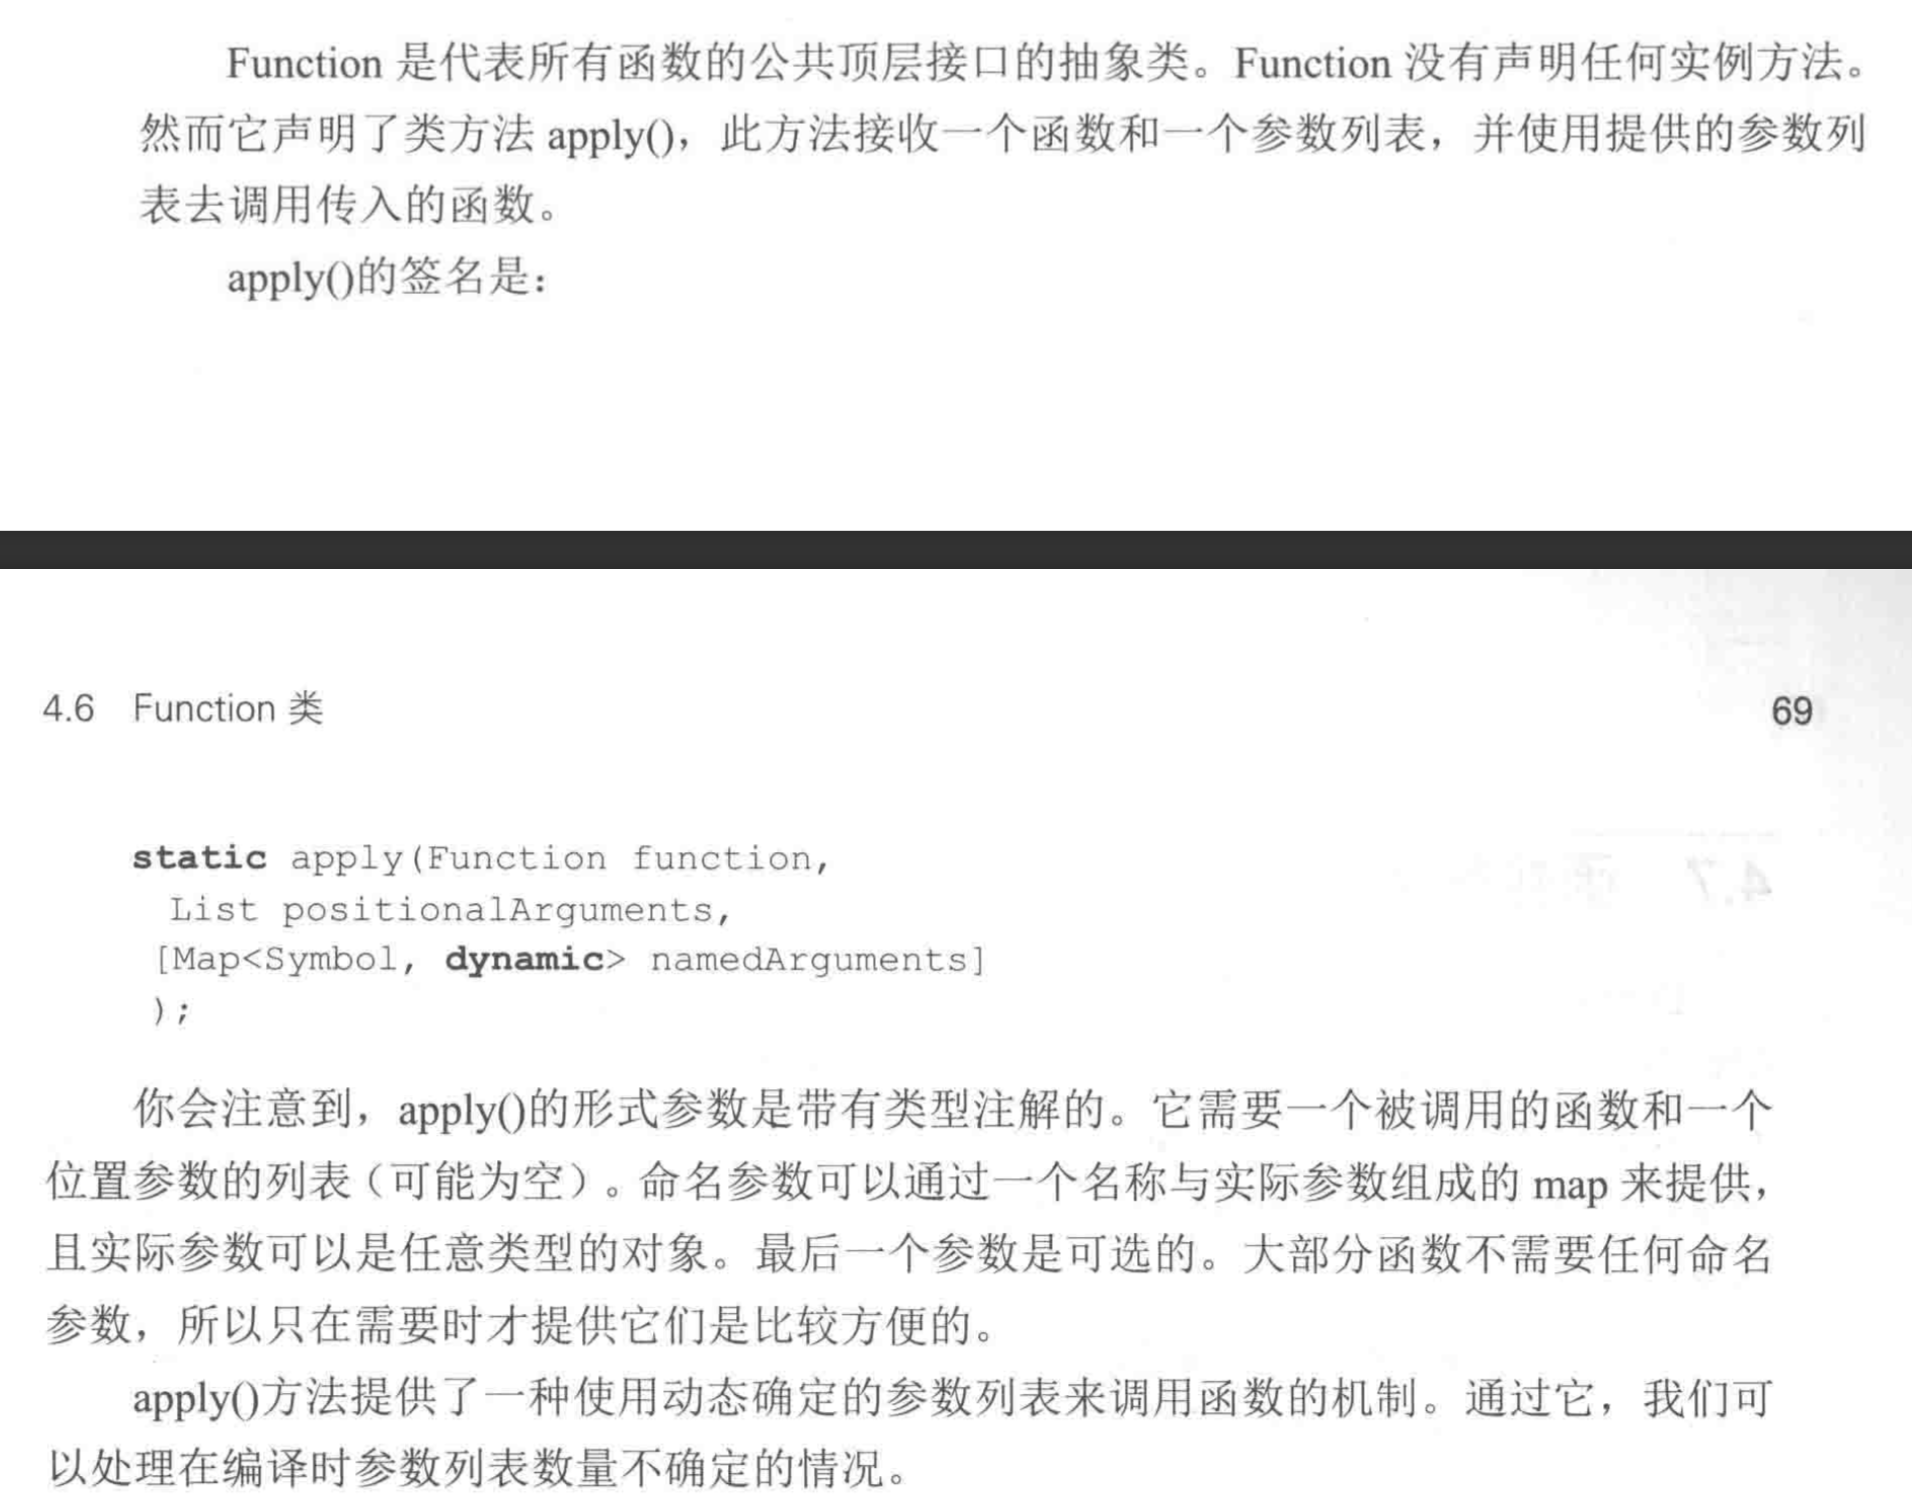 Function 是代表所有函数的公共顶层接口的抽象类。Function 没有声明任何实例方法。
然而它声明了类方法 apply()，此方法接收一个函数和一个参数列表，并使用提供的参数列
表去调用传入的函数。
apply()的签名是：
4.6 Function 类
69
static apply(Function function,
List positionalArguments,
[Map<Symbol, dynamic> namedArguments]
);
你会注意到，apply()的形式参数是带有类型注解的。它需要一个被调用的函数和一个
位置参数的列表（可能为空）。命名参数可以通过一个名称与实际参数组成的 map 来提供，
且实际参数可以是任意类型的对象。最后一个参数是可选的。大部分函数不需要任何命名
参数，所以只在需要时才提供它们是比较方便的。
apply()方法提供了一种使用动态确定的参数列表来调用函数的机制。通过它，我们可
以处理在编译时参数列表数量不确定的情况。